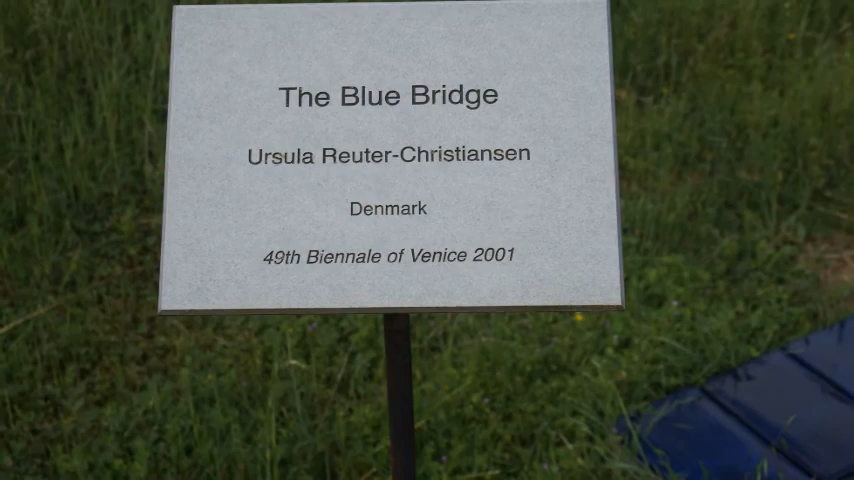 The Blue Bridge
Ursula Reuter-Christiansen
Denmark
49th Biennale of Venice 2001